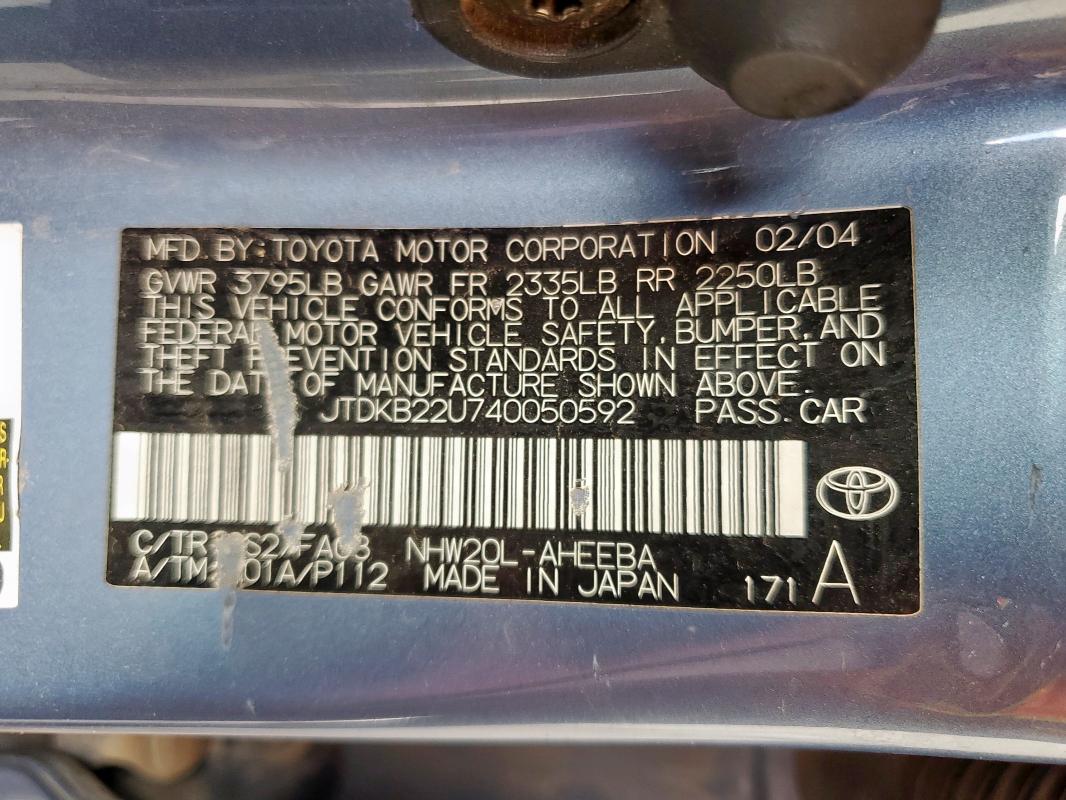 MFD. BY: TOYOTA MOTOR CORPORATION 02/04
GVWR 3795LB GAWR FR 2335LB RR 2250LB
THIS VEHICLE CONFORMS TO ALL APPLICABLE
FEDERAL MOTOR VEHICLE SAFETY, BUMPER, AND
THEFT PREVENTION STANDARDS IN EFFECT ON
THE DATE OF MANUFACTURE SHOWN ABOVE.
JTDKB22U740050592 PASS. CAR
NHW20L-AHEEBA
MADE IN JAPAN 171 A